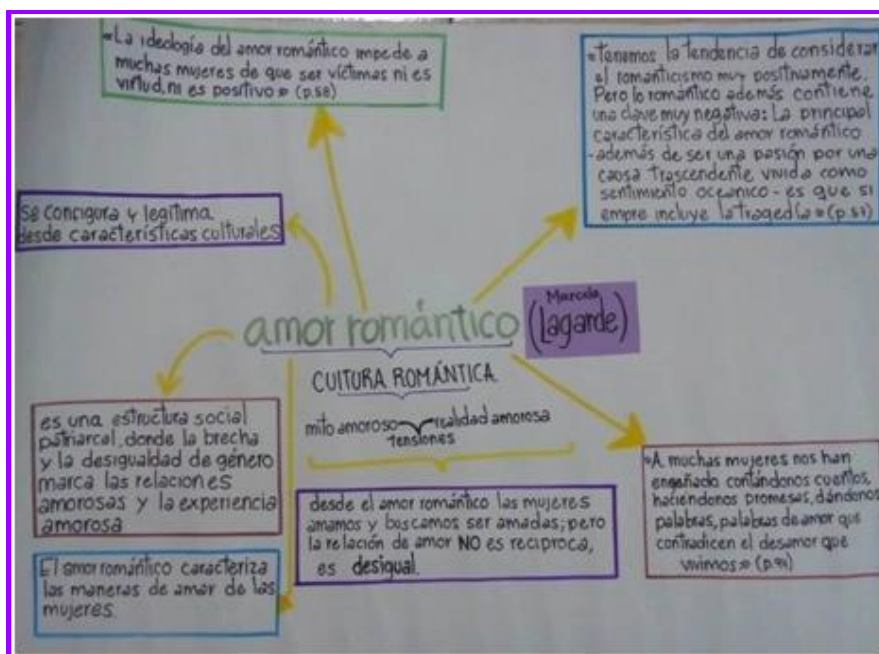 «La ideología del amor romántico impede a
muchas mujeres de que ser víctimas ni es
virtud, ni es positivo» (p.58)
«Tenemos la tendencia de considerar
el romanticismo muy positivamente.
Pero lo romántico además contiene
una clave muy negativa: La principal
característica del amor romántico
-además de ser una pasión por una
causa trascendente vivida como
sentimiento oceanico- es que si
empre incluye la tragedia» (p.57)
se concigura y legítima
desde características culturales
amor romántico
Marcela
(Lagarde)
CULTURA ROMÁNTICA
mito amoroso realidad amorosa
tensiones
es una estructura social
patriarcal, donde la brecha
y la desigualdad de género
marca las relaciones
amorosas y la experiencia
amorosa
desde el amor romántico las mujeres
amamos y buscamos ser amadas; pero
la relación de amor NO es reciproca,
es desigual.
«A muchas mujeres nos han
engañado contándonos cuentos,
haciéndonos promesas, dándonos
palabras, palabras de amor que
contradicen el desamor que
vivimos» (p.94)
El amor romántico caracteriza
las maneras de amar de las
mujeres.